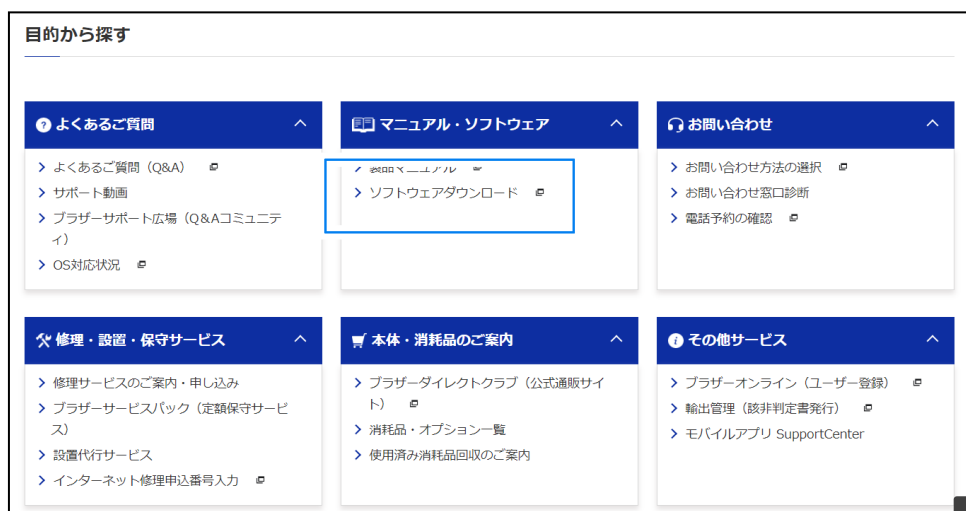 目的から探す
よくあるご質問
よくあるご質問（Q&A）
サポート動画
ブラザーサポート広場（Q&Aコミュニテ
ィ）
OS対応状況
マニュアル・ソフトウェア
製品マニュアル
ソフトウェアダウンロード
お問い合わせ
お問い合わせ方法の選択
お問い合わせ窓口診断
電話予約の確認
修理・設置・保守サービス
修理サービスのご案内・申し込み
ブラザーサービスパック（定額保守サービ
ス）
設置代行サービス
インターネット修理申込番号入力
本体・消耗品のご案内
ブラザーダイレクトクラブ（公式通販サイ
ト）
消耗品・オプション一覧
使用済み消耗品回収のご案内
その他サービス
ブラザーオンライン（ユーザー登録）
輸出管理（該非判定書発行）
モバイルアプリ SupportCenter